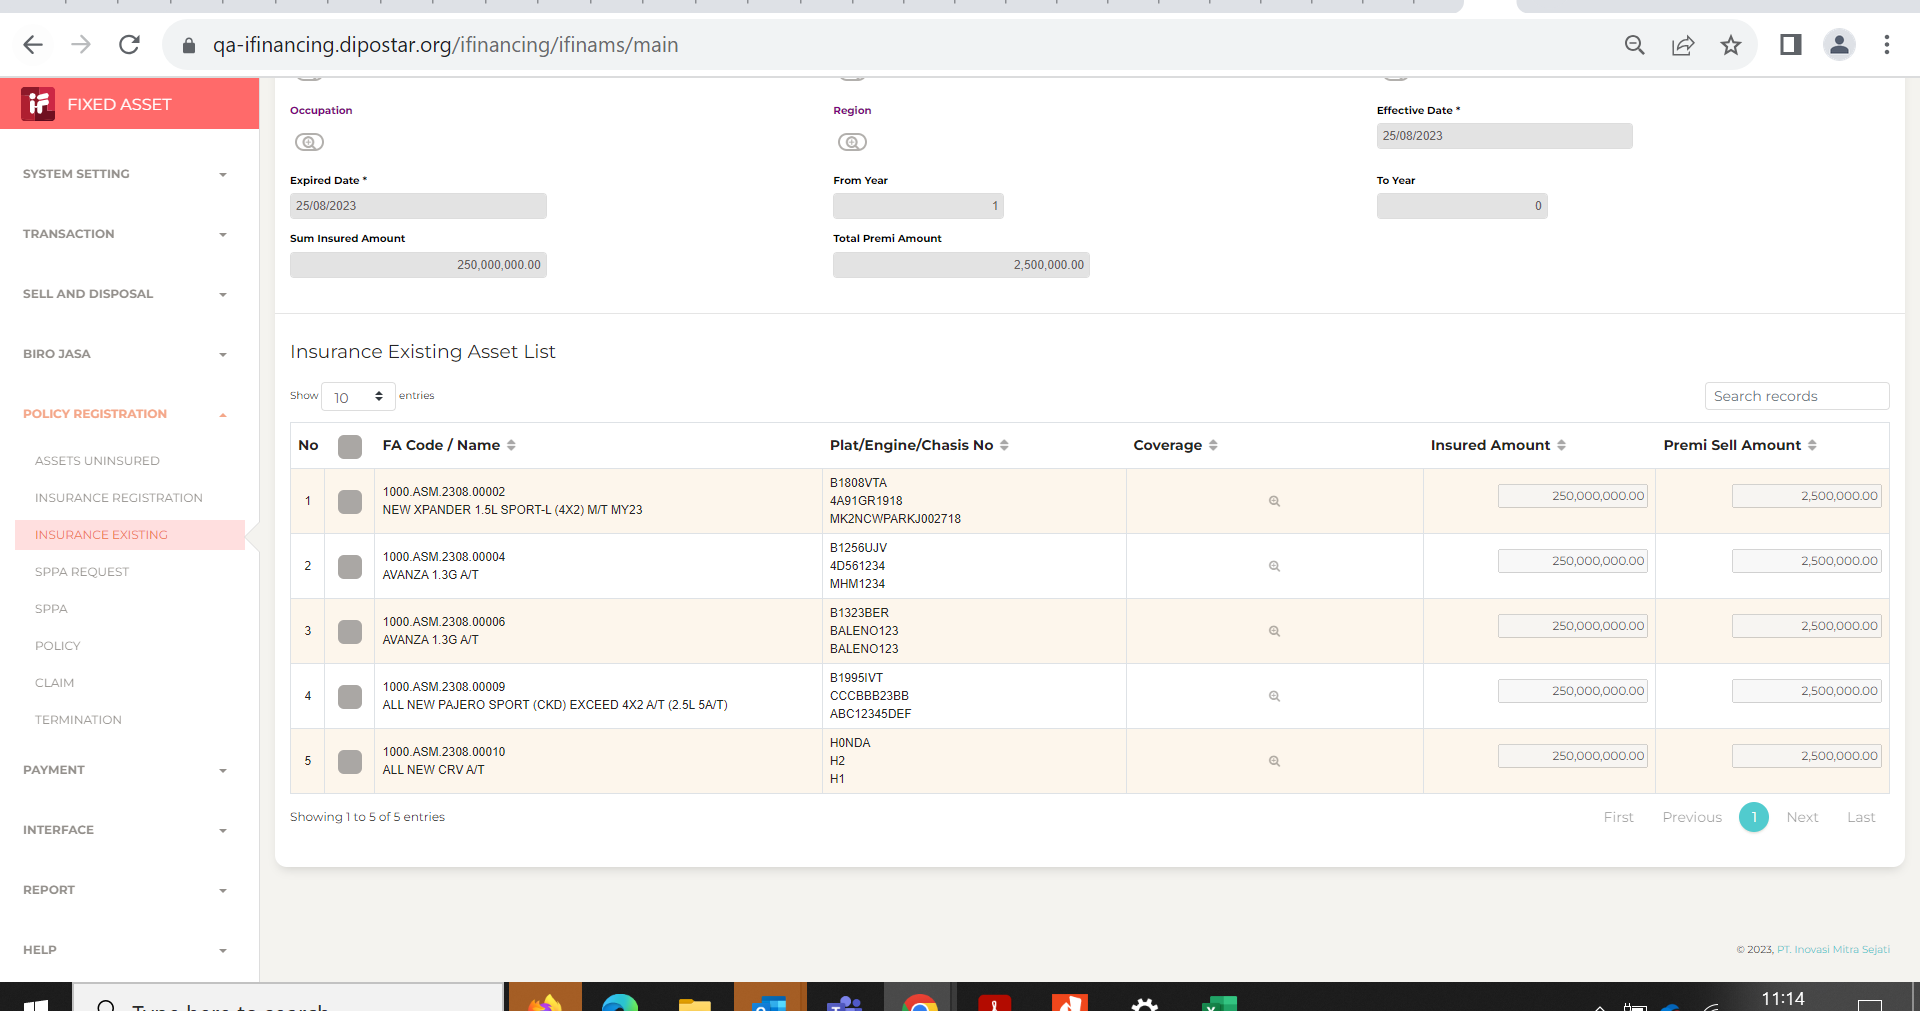 qa-ifinancing.dipostar.org/ifinancing/ifinams/main
iF FIXED ASSET
SYSTEM SETTING
TRANSACTION
SELL AND DISPOSAL
BIRO JASA
POLICY REGISTRATION
ASSETS UNINSURED
INSURANCE REGISTRATION
INSURANCE EXISTING
SPPA REQUEST
SPPA
POLICY
CLAIM
TERMINATION
PAYMENT
INTERFACE
REPORT
HELP
Occupation Region Effective Date *
25/08/2023
Expired Date * From Year To Year
25/08/2023 1 0
Sum Insured Amount Total Premi Amount
250,000,000.00 2,500,000.00
Insurance Existing Asset List
Show 10 entries Search records
No FA Code / Name Plat/Engine/Chasis No Coverage Insured Amount Premi Sell Amount
1 1000.ASM.2308.00002 B1808VTA 250,000,000.00 2,500,000.00
NEW XPANDER 1.5L SPORT-L (4X2) M/T MY23 4A91GR1918
MK2NCWPARKJ002718
2 1000.ASM.2308.00004 B1256UJV 250,000,000.00 2,500,000.00
AVANZA 1.3G A/T 4D561234
MHM1234
3 1000.ASM.2308.00006 B1323BER 250,000,000.00 2,500,000.00
AVANZA 1.3G A/T BALENO123
BALENO123
4 1000.ASM.2308.00009 B1995IVT 250,000,000.00 2,500,000.00
ALL NEW PAJERO SPORT (CKD) EXCEED 4X2 A/T (2.5L 5A/T) CCCBBB23BB
ABC12345DEF
5 1000.ASM.2308.00010 H0NDA 250,000,000.00 2,500,000.00
ALL NEW CRV A/T H2
H1
Showing 1 to 5 of 5 entries First Previous 1 Next Last
© 2023, PT. Inovasi Mitra Sejati
Type here to search
11:14